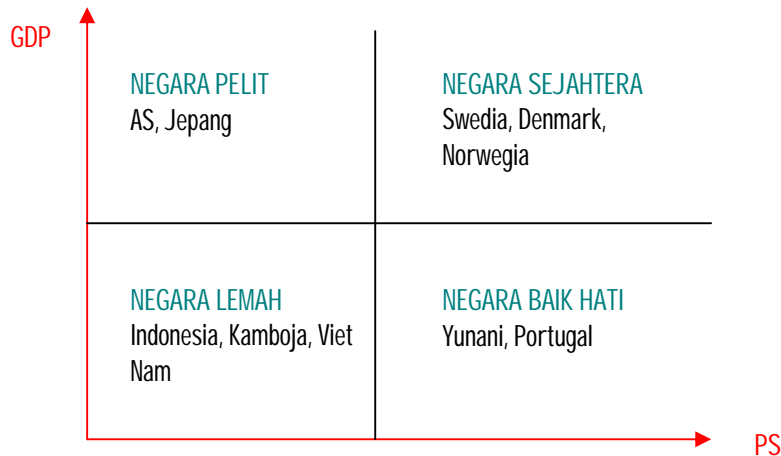 GDP
NEGARA PELIT
AS, Jepang
NEGARA SEJAHTERA
Swedia, Denmark,
Norwegia
NEGARA LEMAH
Indonesia, Kamboja, Viet
Nam
NEGARA BAIK HATI
Yunani, Portugal
PS